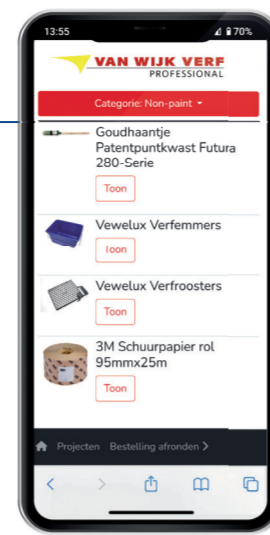 13:55
70%
VAN WIJK VERF
PROFESSIONAL
Categorie: Non-paint
Goudhaantje
Patentpuntkwast Futura
280-Serie
Toon
Vewelux Verfemmers
Toon
Vewelux Verfroosters
Toon
3M Schuurpapier rol
95mmx25m
Toon
Projecten Bestelling afronden >